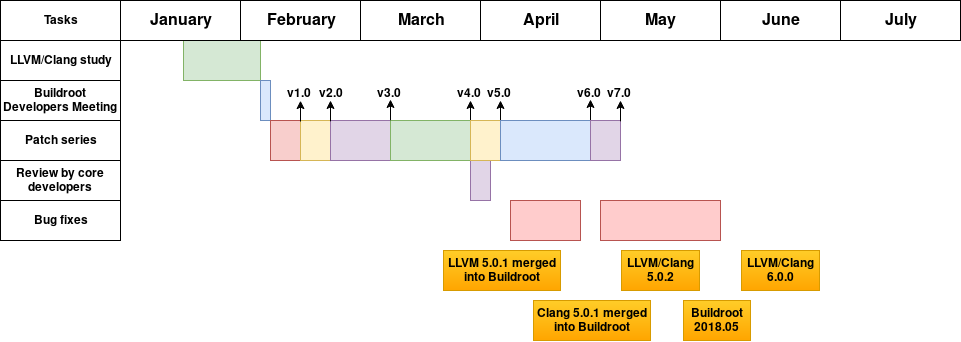 Tasks January February March April May June July
LLVM/Clang study
Buildroot
Developers Meeting
v1.0 v2.0 v3.0 v4.0 v5.0 v6.0 v7.0
Patch series
Review by core
developers
Bug fixes
LLVM 5.0.1 merged
into Buildroot
LLVM/Clang
5.0.2
LLVM/Clang
6.0.0
Clang 5.0.1 merged
into Buildroot
Buildroot
2018.05